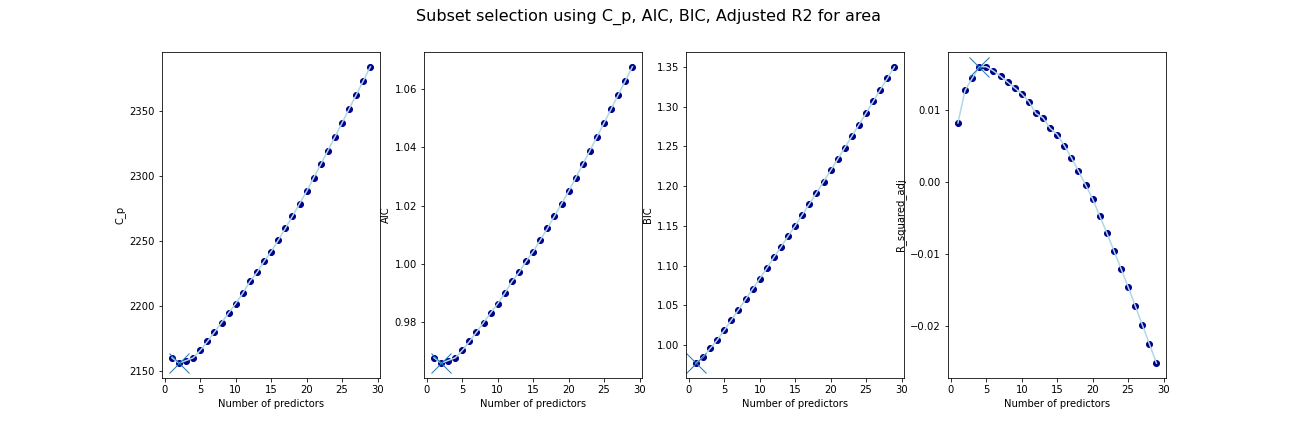 Subset selection using C_p, AIC, BIC, Adjusted R2 for area
C_p
2350
2300
2250
2200
2150
0 5 10 15 20 25 30
Number of predictors
AIC
1.06
1.04
1.02
1.00
0.98
0 5 10 15 20 25 30
Number of predictors
BIC
1.35
1.30
1.25
1.20
1.15
1.10
1.05
1.00
0 5 10 15 20 25 30
Number of predictors
R_squared_adj
0.01
0.00
−0.01
−0.02
0 5 10 15 20 25 30
Number of predictors